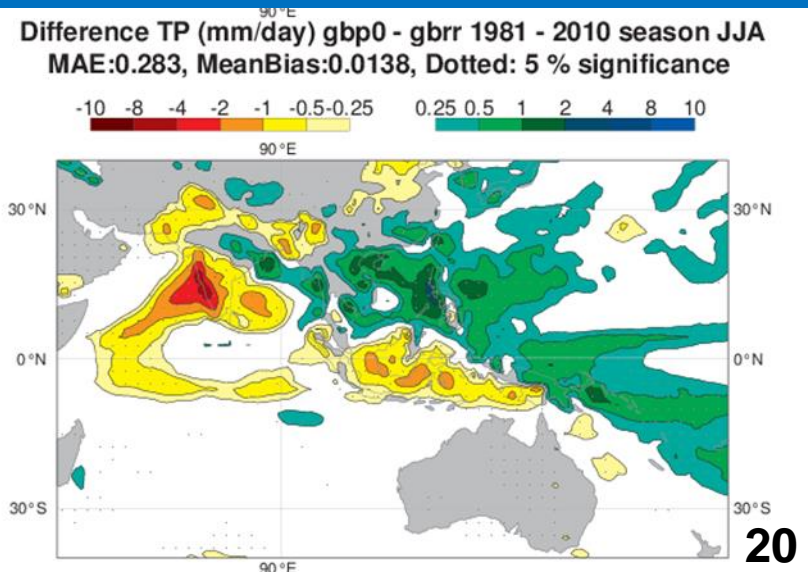 90°E
Difference TP (mm/day) gbp0 - gbrr 1981 - 2010 season JJA
MAE:0.283, MeanBias:0.0138, Dotted: 5 % significance
-10 -8 -4 -2 -1 -0.5-0.25 0.25 0.5 1 2 4 8 10
90°E
30°N 30°N
0°N 0°N
30°S 30°S
20
90°E